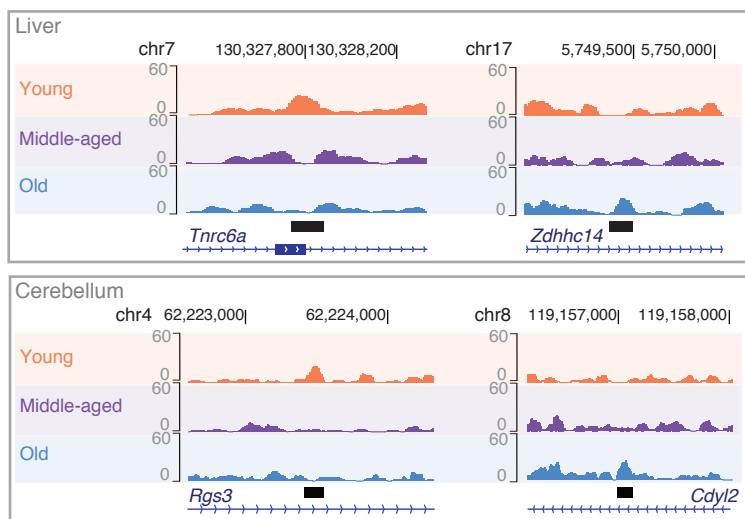 Liver
chr7 130,327,800 130,328,200 chr17 5,749,500 5,750,000
60 60
Young
0 0
60 60
Middle-aged
0 0
60 60
Old
0 0
Tnrc6a Zdhhc14
Cerebellum
chr4 62,223,000 62,224,000 chr8 119,157,000 119,158,000
60 60
Young
0 0
60 60
Middle-aged
0 0
60 60
Old
0 0
Rgs3 Cdyl2